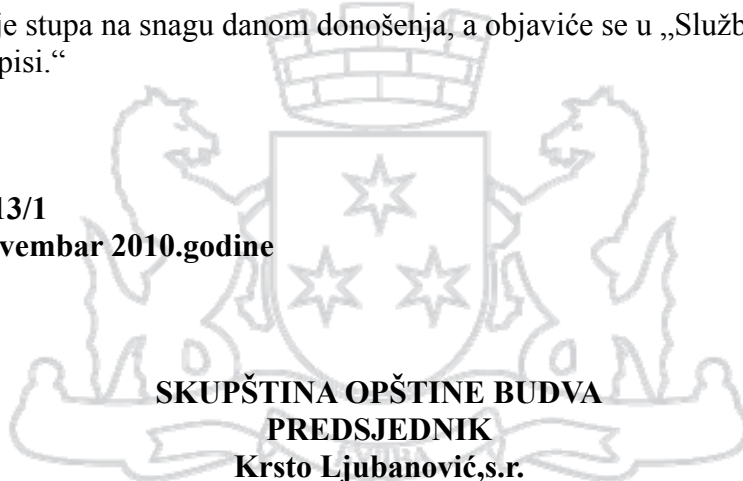 je stupa na snagu danom donošenja, a objaviće se u „Služb
pisi.“
13/1
vembar 2010.godine
SKUPŠTINA OPŠTINE BUDVA
PREDSJEDNIK
Krsto Ljubanović,s.r.